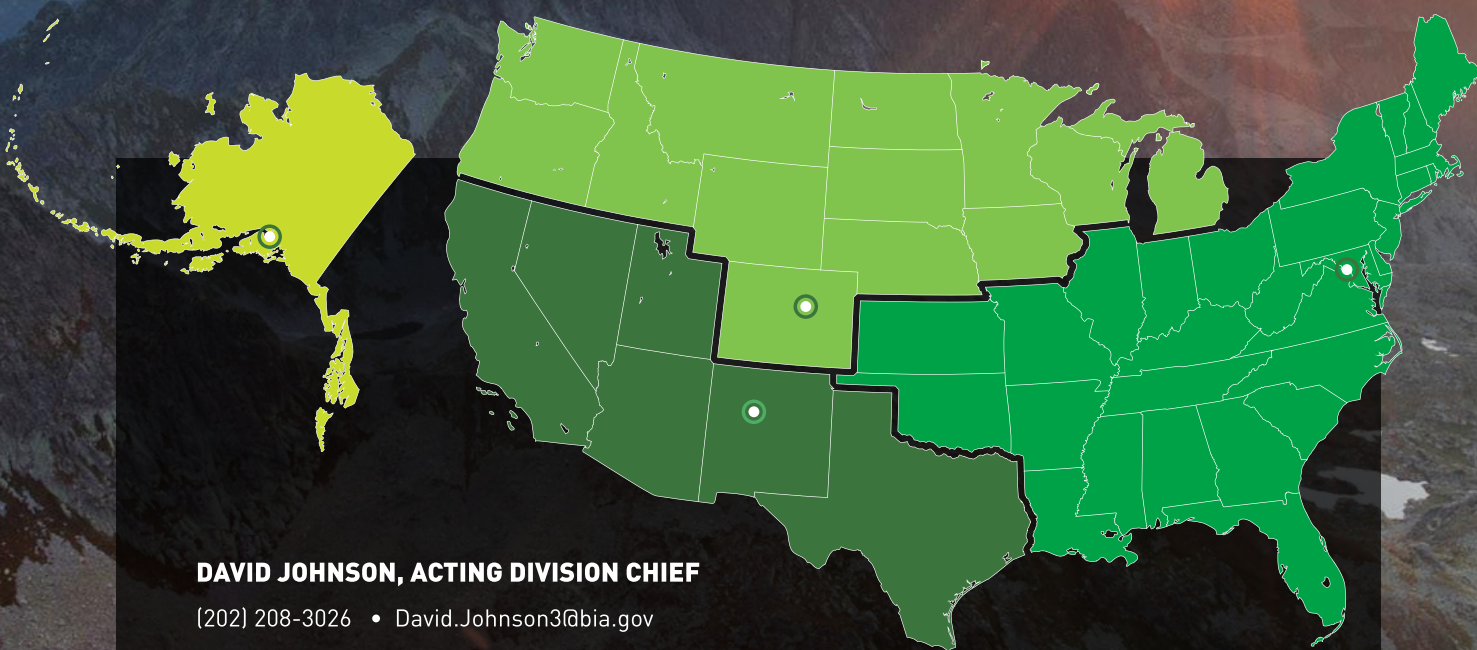 DAVID JOHNSON, ACTING DIVISION CHIEF
(202) 208-3026 • David.Johnson3@bia.gov